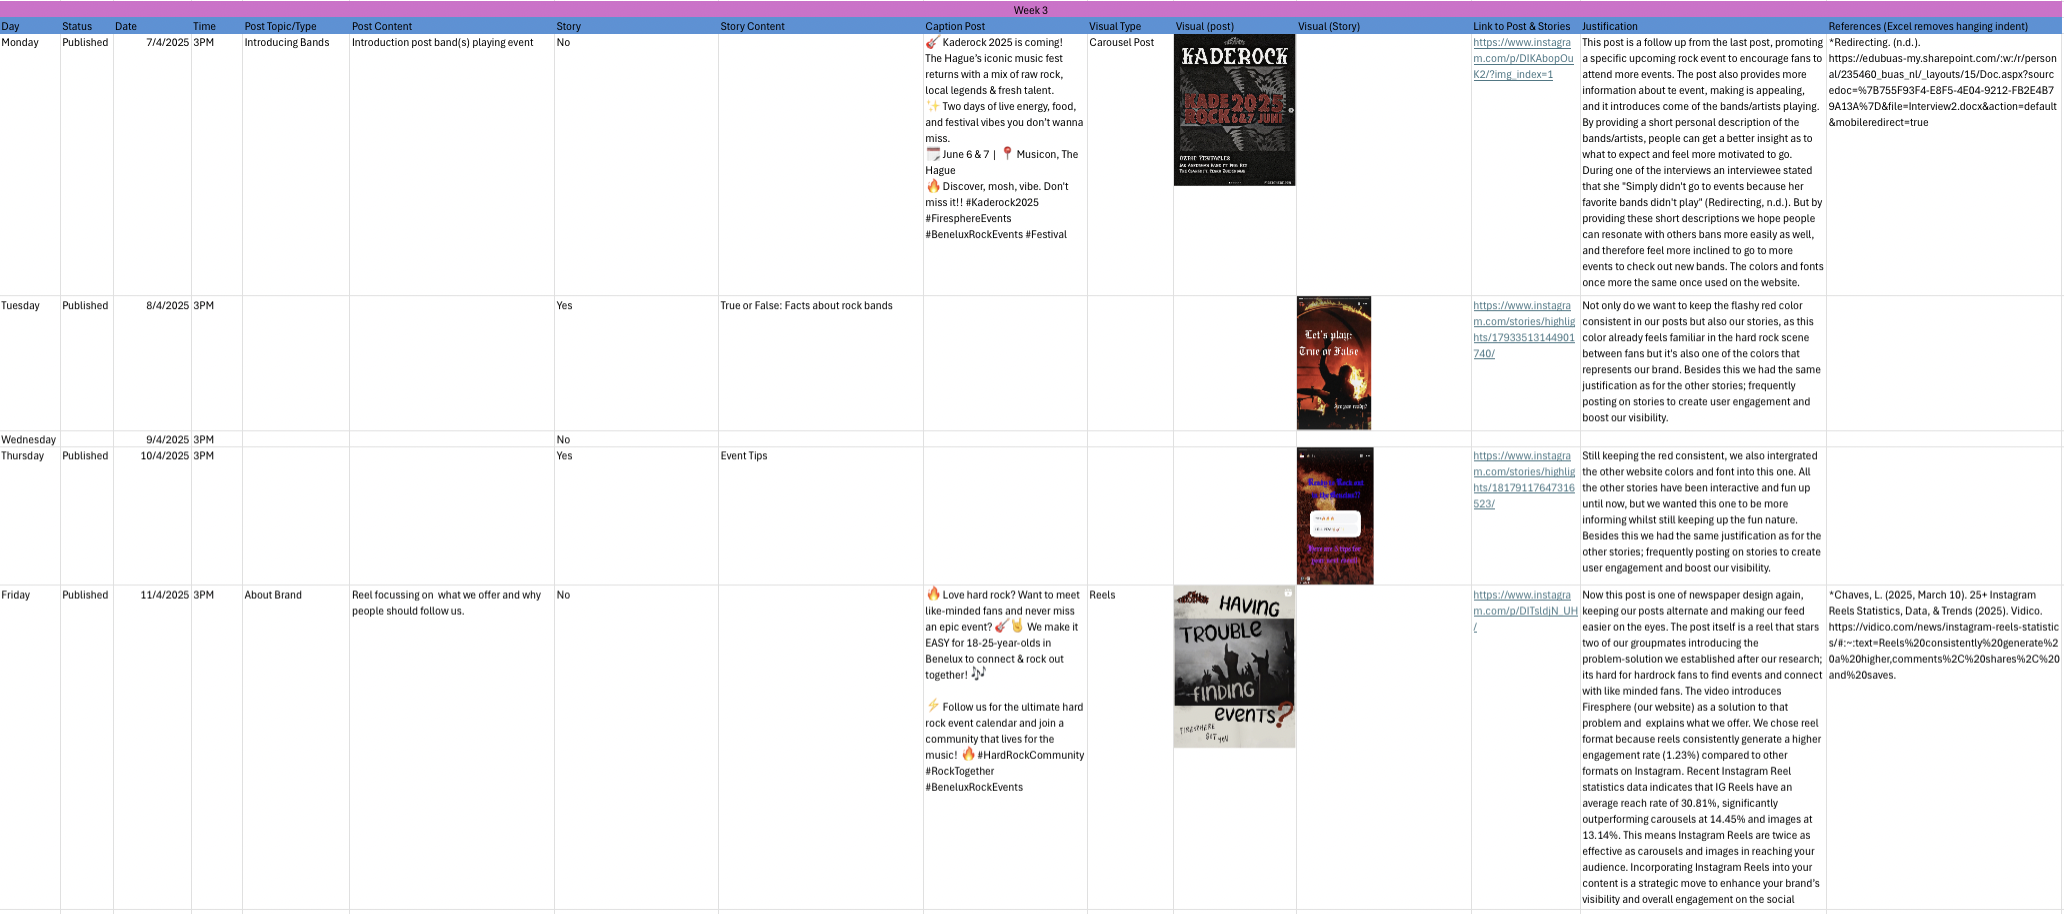 Week 3
Day Status Date Time Post Topic/Type Post Content Story Story Content Caption Post Visual Type Visual (post) Visual (Story) Link to Post & Stories Justification References (Excel removes hanging indent)
Monday Published 7/4/2025 3PM Introducing Bands Introduction post band(s) playing event No
🎸 Kaderock 2025 is coming!
The Hague's iconic music fest
returns with a mix of raw rock,
local legends & fresh talent.
✨ Two days of live energy, food,
and festival vibes you don't wanna
miss.
🗓️ June 6 & 7 | 📍 Musicon, The
Hague
🔥 Discover, mosh, vibe. Don't
miss it!! #Kaderock2025
#FiresphereEvents
#BeneluxRockEvents #Festival
Carousel Post
KADEROCK
KADE 2025
ROCK 6&7 JUNE
OZRIC TENTACLES
https://www.instagra
m.com/p/DIKAbopOu
K2/?img_index=1
This post is a follow up from the last post, promoting
a specific upcoming rock event to encourage fans to
attend more events. The post also provides more
information about te event, making is appealing,
and it introduces come of the bands/artists playing.
By providing a short personal description of the
bands/artists, people can get a better insight as to
what to expect and feel more motivated to go.
During one of the interviews an interviewee stated
that she "Simply didn't go to events because her
favorite bands didn't play" (Redirecting, n.d.). But by
providing these short descriptions we hope people
can resonate with others bans more easily as well,
and therefore feel more inclined to go to more
events to check out new bands. The colors and fonts
once more the same once used on the website.
*Redirecting. (n.d.).
https://edubuas-my.sharepoint.com/:w:/r/person
al/235460_buas_nl/_layouts/15/Doc.aspx?sourc
edoc=%7B755F93F4-E8F5-4E04-9212-FB2E4B7
9A13A%7D&file=Interview2.docx&action=default
&mobileredirect=true
Tuesday Published 8/4/2025 3PM Yes True or False: Facts about rock bands
Let's play:
True or False
Are you ready?
https://www.instagra
m.com/stories/highlig
hts/17933513144901
740/
Not only do we want to keep the flashy red color
consistent in our posts but also our stories, as this
color already feels familiar in the hard rock scene
between fans but it's also one of the colors that
represents our brand. Besides this we had the same
justification as for the other stories; frequently
posting on stories to create user engagement and
boost our visibility.
Wednesday 9/4/2025 3PM No
Thursday Published 10/4/2025 3PM Yes Event Tips
Ready to Rock out
https://www.instagra
m.com/stories/highlig
hts/18179117647316
523/
Still keeping the red consistent, we also intergrated
the other website colors and font into this one. All
the other stories have been interactive and fun up
until now, but we wanted this one to be more
informing whilst still keeping up the fun nature.
Besides this we had the same justification as for the
other stories; frequently posting on stories to create
user engagement and boost our visibility.
Friday Published 11/4/2025 3PM About Brand
Reel focussing on  what we offer and why
people should follow us.
No
🔥 Love hard rock? Want to meet
like-minded fans and never miss
an epic event? 🎸🤘 We make it
EASY for 18-25-year-olds in
Benelux to connect & rock out
together! 🎶
⚡ Follow us for the ultimate hard
rock event calendar and join a
community that lives for the
music! 🔥 #HardRockCommunity
#RockTogether
#BeneluxRockEvents
Reels
HAVING
TROUBLE
FINDING
events?
FIRESPHERE
GOT YOU
https://www.instagra
m.com/p/DITsIdjN_UH
/
Now this post is one of newspaper design again,
keeping our posts alternate and making our feed
easier on the eyes. The post itself is a reel that stars
two of our groupmates introducing the
problem-solution we established after our research;
its hard for hardrock fans to find events and connect
with like minded fans. The video introduces
Firesphere (our website) as a solution to that
problem and  explains what we offer. We chose reel
format because reels consistently generate a higher
engagement rate (1.23%) compared to other
formats on Instagram. Recent Instagram Reel
statistics data indicates that IG Reels have an
average reach rate of 30.81%, significantly
outperforming carousels at 14.45% and images at
13.14%. This means Instagram Reels are twice as
effective as carousels and images in reaching your
audience. Incorporating Instagram Reels into your
content is a strategic move to enhance your brand's
visibility and overall engagement on the social
*Chaves, L. (2025, March 10). 25+ Instagram
Reels Statistics, Data, & Trends (2025). Vidico.
https://vidico.com/news/instagram-reels-statistic
s/#:~:text=Reels%20consistently%20generate%2
0a%20higher,comments%2C%20shares%2C%20
and%20saves.